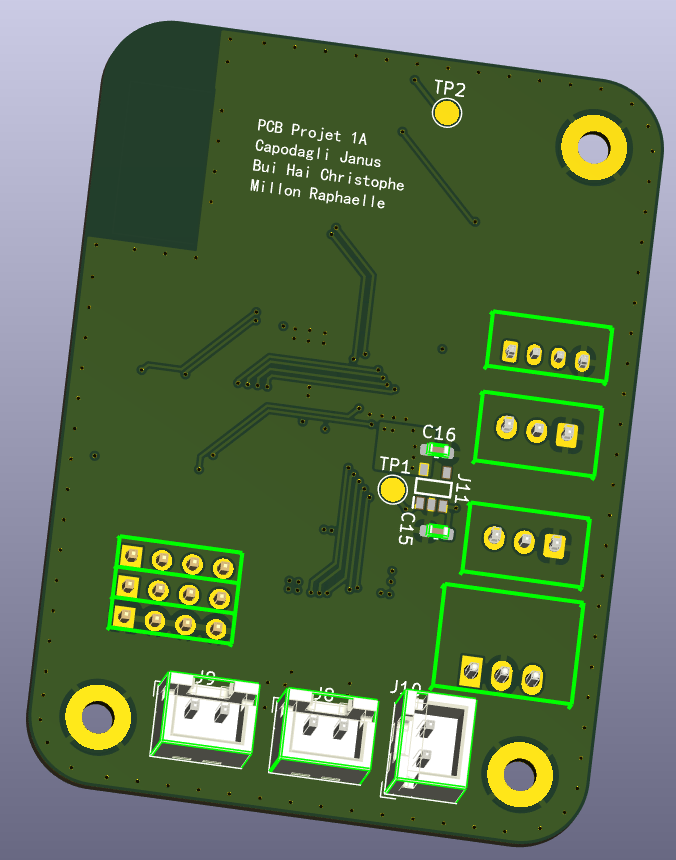 TP2
PCB Projet 1A
Capodagli Janus
Bui Hai Christophe
Millon Raphaelle
C16
TP1
J11
C15
J9
J8
J10